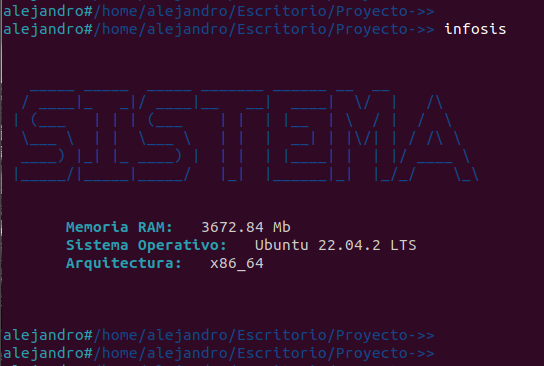 alejandro#/home/alejandro/Escritorio/Proyecto->>
alejandro#/home/alejandro/Escritorio/Proyecto->> infosis
SISTEMA
Memoria RAM: 3672.84 Mb
Sistema Operativo: Ubuntu 22.04.2 LTS
Arquitectura: x86_64
alejandro#/home/alejandro/Escritorio/Proyecto->>
alejandro#/home/alejandro/Escritorio/Proyecto->>